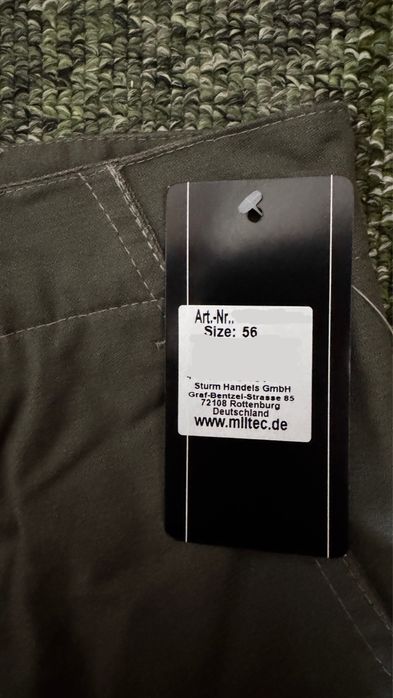 Art.-Nr..
Size: 56
Sturm Handels GmbH
Graf-Bentzel-Strasse 85
72108 Rottenburg
Deutschland
www.miltec.de